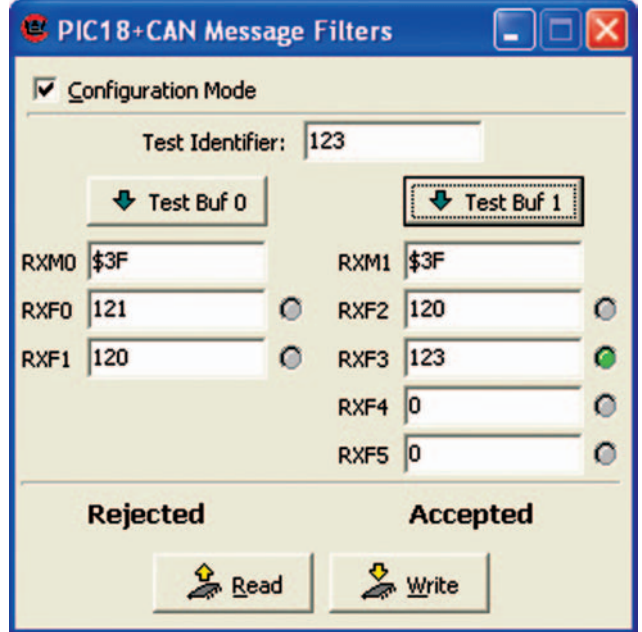 PIC18+CAN Message Filters
Configuration Mode
Test Identifier: 123
Test Buf 0 Test Buf 1
RXM0 $3F RXM1 $3F
RXF0 121 RXF2 120
RXF1 120 RXF3 123
RXF4 0
RXF5 0
Rejected Accepted
Read Write